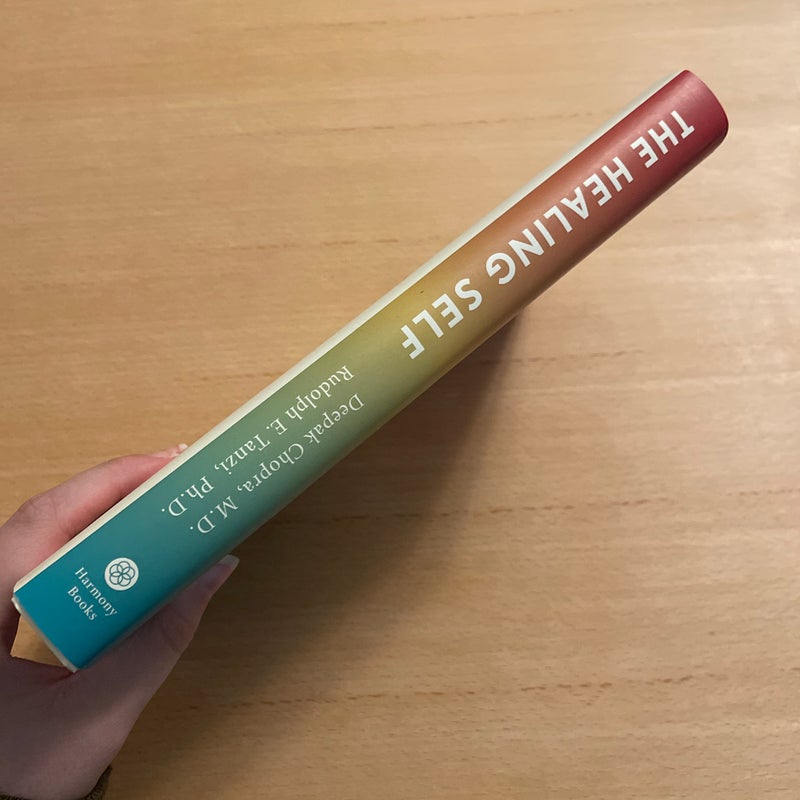 THE HEALING SELF
Deepak Chopra, M.D.
Rudolph E. Tanzi, Ph.D.
Harmony
Books